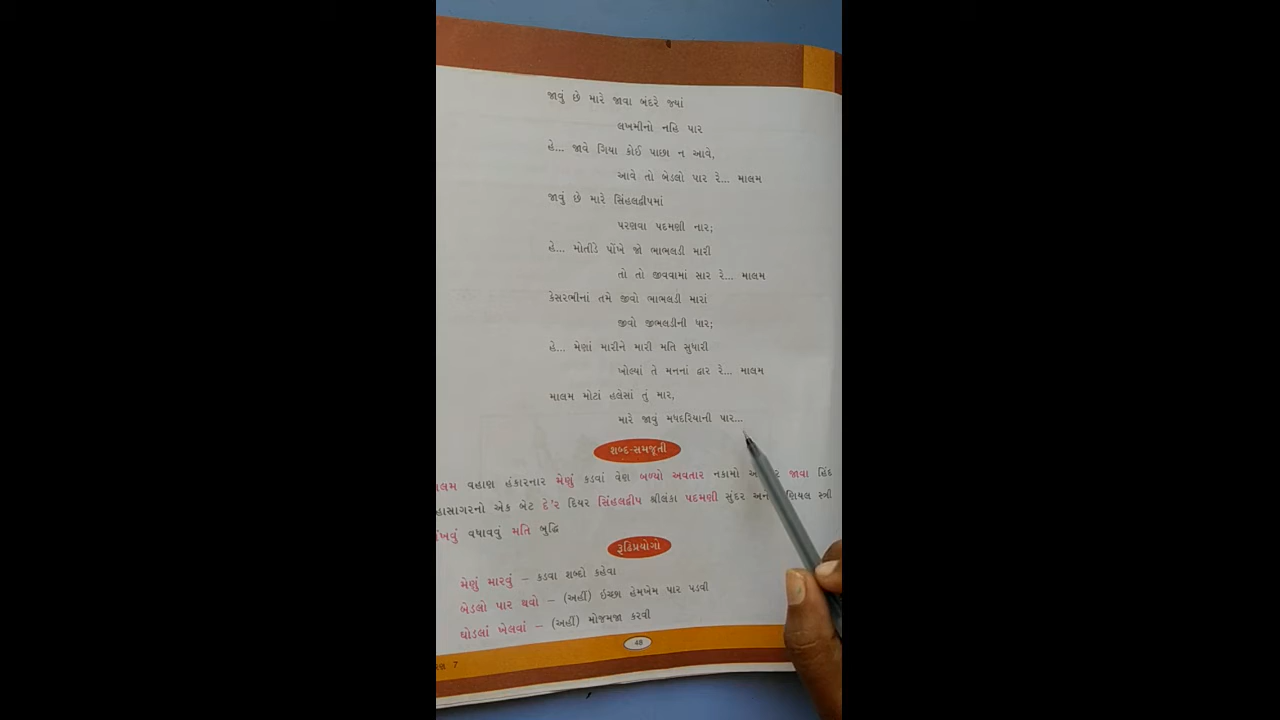 જાવું છે મારે જાવા બંદરે જ્યાં
લખમીનો નહિ પાર
હે... જાવે ગિયા કોઈ પાછા ન આવે,
આવે તો બેડલો પાર રે... માલમ
જાવું છે મારે સિંહલદ્વીપમાં
પરણવા પદમણી નાર;
હે... મોતીડે પોંખે જો ભાભલડી મારી
તો તો જીવવામાં સાર રે... માલમ
કેસરભીનાં તમે જીવો ભાભલડી મારાં
જીવો જીભલડીની ધાર;
હે... મેણાં મારીને મારી મતિ સુધારી
ખોલ્યાં તે મનનાં દ્વાર રે... માલમ
માલમ મોટાં હલેસાં તું માર,
મારે જાવું મધદરિયાની પાર...
શબ્દ-સમજૂતી
માલમ વહાણ હંકારનાર મેણું કડવાં વેણ બળ્યો અવતાર નકામો જાવા હિંદ
એક બેટ દે'ર દિયર સિંહલદ્વીપ શ્રીલંકા પદમણી સુંદર અને સ્ત્રી
વધાવવું મતિ બુદ્ધિ
રૂઢિપ્રયોગો
મેણું મારવું – કડવા શબ્દો કહેવા
બેડલો પાર થવો – (અહીં) ઇચ્છા હેમખેમ પાર પડવી
ઘોડલાં ખેલવાં – (અહીં) મોજમજા કરવી
48
7